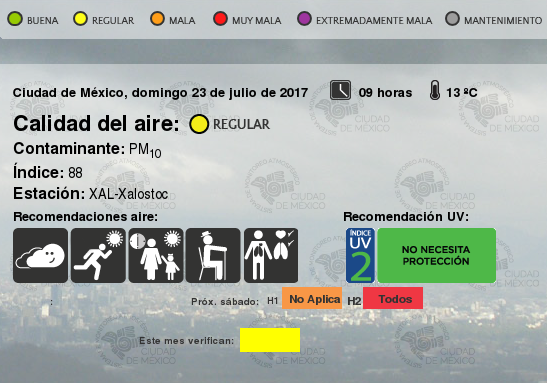 BUENA REGULAR MALA MUY MALA EXTREMADAMENTE MALA MANTENIMIENTO
Ciudad de México, domingo 23 de julio de 2017 09 horas 13 ºC
Calidad del aire: REGULAR
Contaminante: PM10
Índice: 88
Estación: XAL-Xalostoc
Recomendaciones aire: Recomendación UV:
ÍNDICE
UV
2
NO NECESITA
PROTECCIÓN
: Próx. sábado: H1 No Aplica H2 Todos
Este mes verifican:
CIUDAD
DE MÉXICO